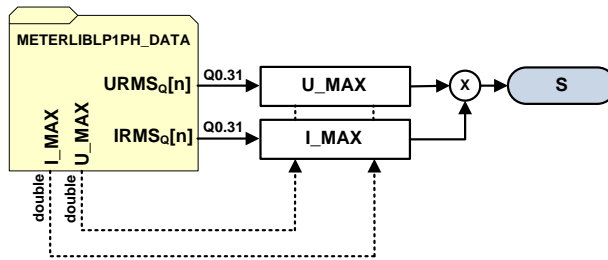 METERLIBLP1PH_DATA
URMSQ[n]
Q0.31
U_MAX
X
S
IRMSQ[n]
Q0.31
I_MAX
I_MAX
U_MAX
double
double